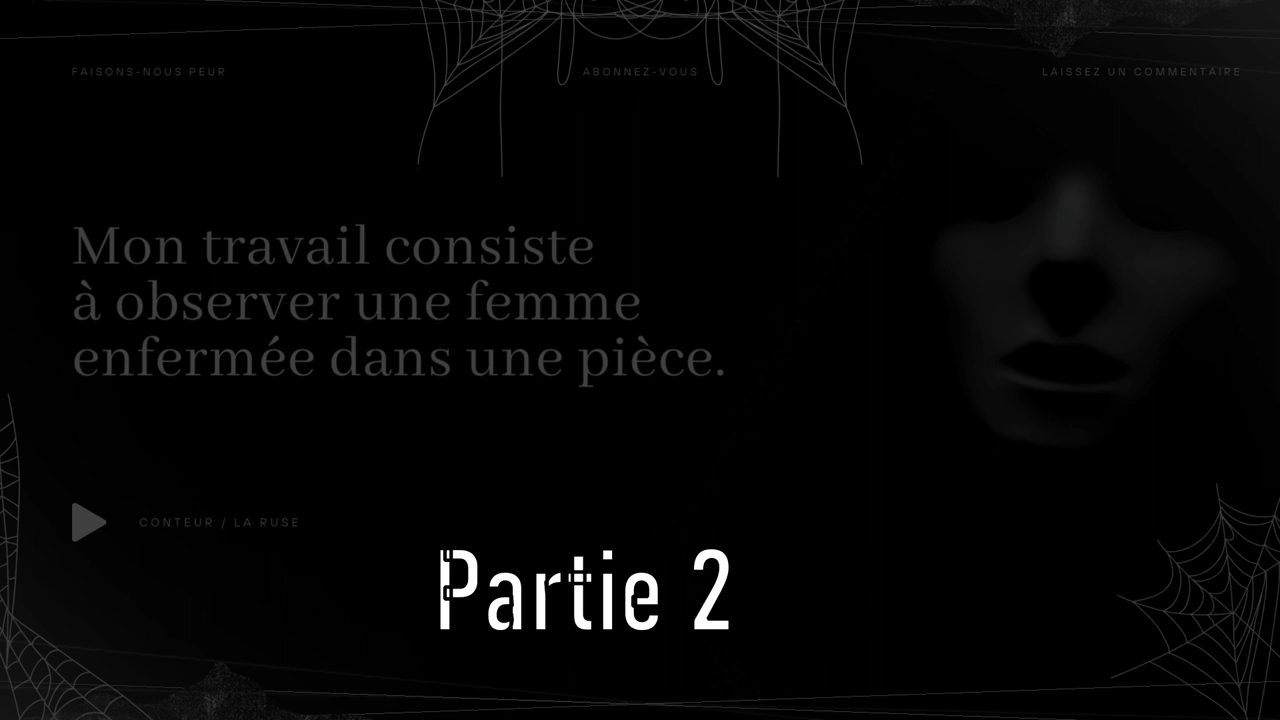 FAISONS-NOUS PEUR
ABONNEZ-VOUS
LAISSEZ UN COMMENTAIRE
Mon travail consiste
à observer une femme
enfermée dans une pièce.
CONTEUR / LA RUSE
Partie 2